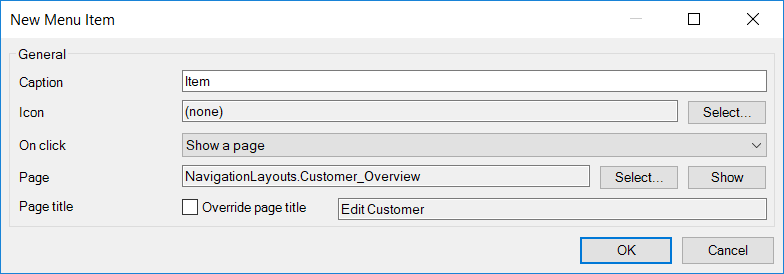 New Menu Item
General
Caption Item
Icon (none) Select...
On click Show a page
Page NavigationLayouts.Customer_Overview Select... Show
Page title Override page title Edit Customer
OK Cancel